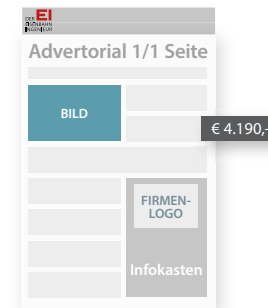 DER EI
EISENBAHN
INGENIEUR
Advertorial 1/1 Seite
BILD
€ 4.190,-
FIRMEN-
LOGO
Infokasten